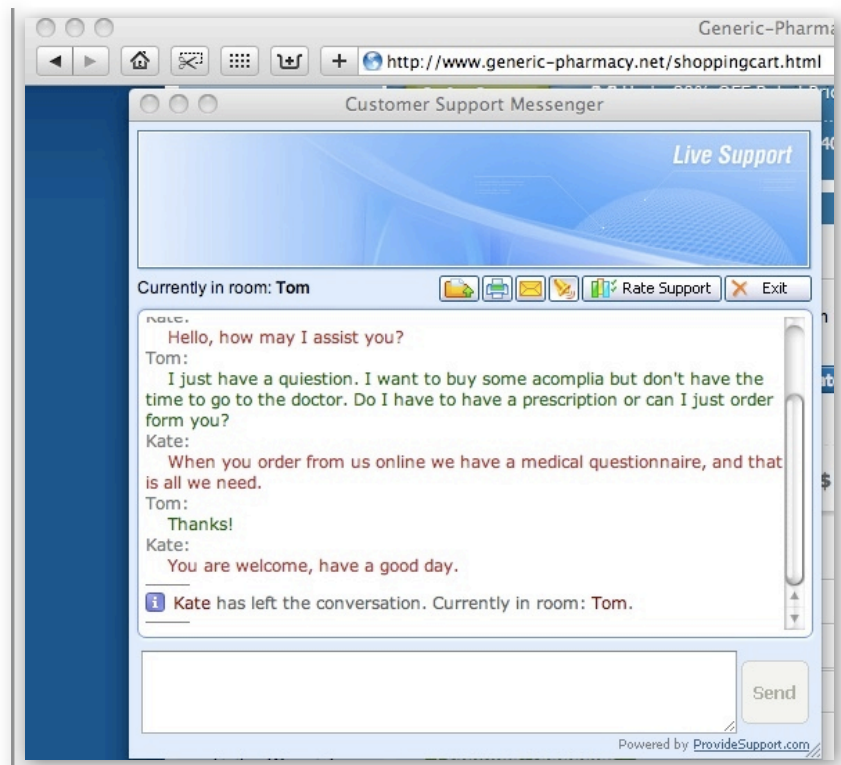 Generic-Pharma
http://www.generic-pharmacy.net/shoppingcart.html
Customer Support Messenger
Live Support
Currently in room: Tom
Rate Support
Exit
Kate:
Hello, how may I assist you?
Tom:
I just have a quiestion. I want to buy some acomplia but don't have the
time to go to the doctor. Do I have to have a prescription or can I just order
form you?
Kate:
When you order from us online we have a medical questionnaire, and that
is all we need.
Tom:
Thanks!
Kate:
You are welcome, have a good day.
Kate has left the conversation. Currently in room: Tom.
Send
Powered by ProvideSupport.com